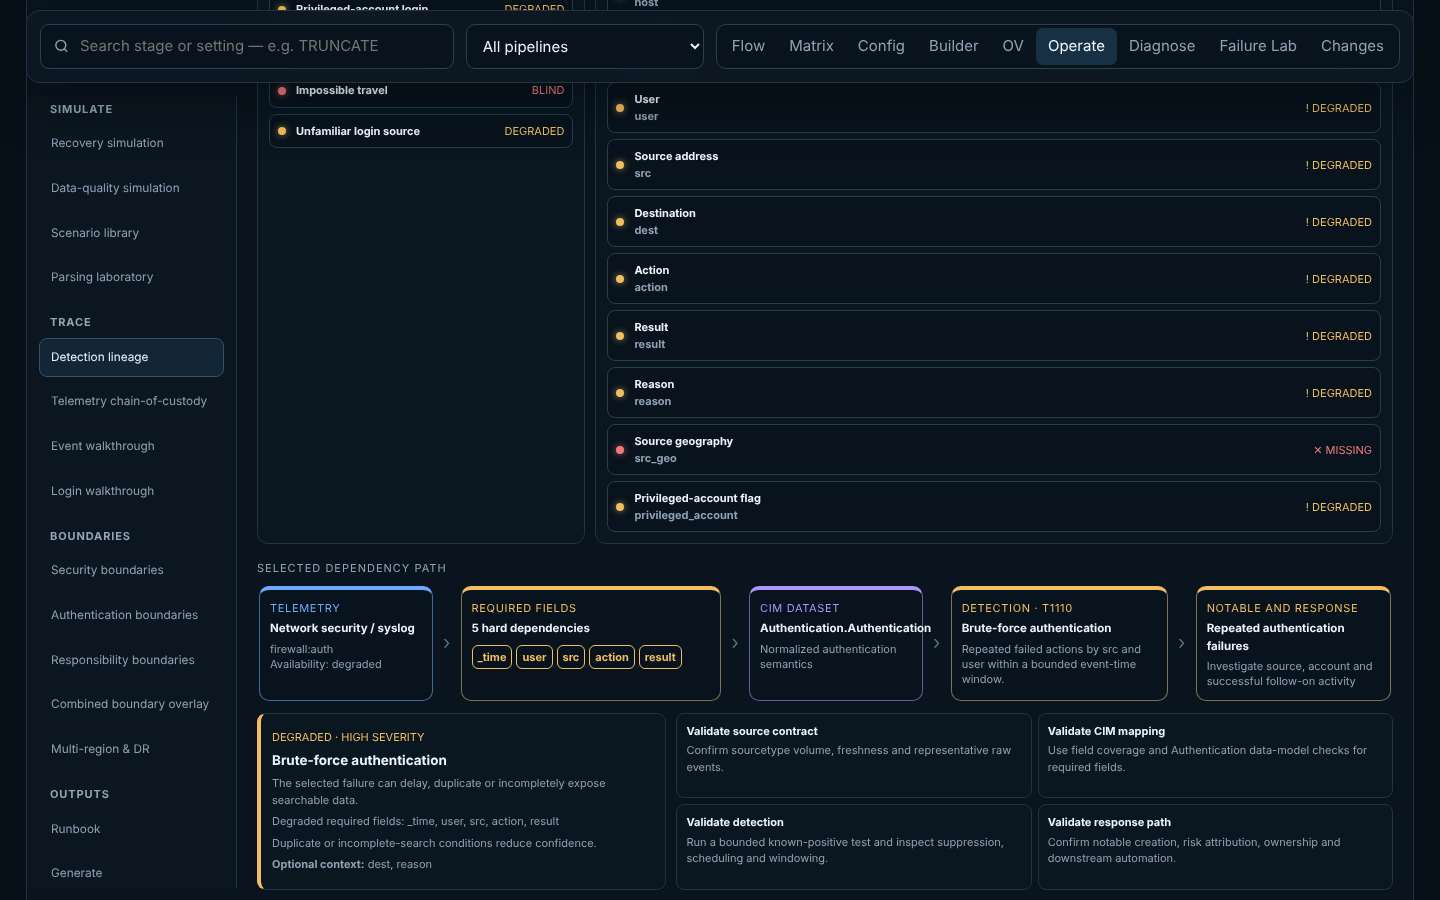 Privileged-account login
DEGRADED
host
Search stage or setting — e.g. TRUNCATE
All pipelines
Flow
Matrix
Config
Builder
OV
Operate
Diagnose
Failure Lab
Changes
SIMULATE
Recovery simulation
Data-quality simulation
Scenario library
Parsing laboratory
TRACE
Detection lineage
Telemetry chain-of-custody
Event walkthrough
Login walkthrough
BOUNDARIES
Security boundaries
Authentication boundaries
Responsibility boundaries
Combined boundary overlay
Multi-region & DR
OUTPUTS
Runbook
Generate
Impossible travel
BLIND
Unfamiliar login source
DEGRADED
User
user
! DEGRADED
Source address
src
! DEGRADED
Destination
dest
! DEGRADED
Action
action
! DEGRADED
Result
result
! DEGRADED
Reason
reason
! DEGRADED
Source geography
src_geo
✕ MISSING
Privileged-account flag
privileged_account
! DEGRADED
SELECTED DEPENDENCY PATH
TELEMETRY
Network security / syslog
firewall:auth
Availability: degraded
›
REQUIRED FIELDS
5 hard dependencies
_time user src action result
›
CIM DATASET
Authentication.Authentication
Normalized authentication
semantics
›
DETECTION · T1110
Brute-force authentication
Repeated failed actions by src and
user within a bounded event-time
window.
›
NOTABLE AND RESPONSE
Repeated authentication
failures
Investigate source, account and
successful follow-on activity
DEGRADED · HIGH SEVERITY
Brute-force authentication
The selected failure can delay, duplicate or incompletely expose
searchable data.
Degraded required fields: _time, user, src, action, result
Duplicate or incomplete-search conditions reduce confidence.
Optional context: dest, reason
Validate source contract
Confirm sourcetype volume, freshness and representative raw
events.
Validate CIM mapping
Use field coverage and Authentication data-model checks for
required fields.
Validate detection
Run a bounded known-positive test and inspect suppression,
scheduling and windowing.
Validate response path
Confirm notable creation, risk attribution, ownership and
downstream automation.